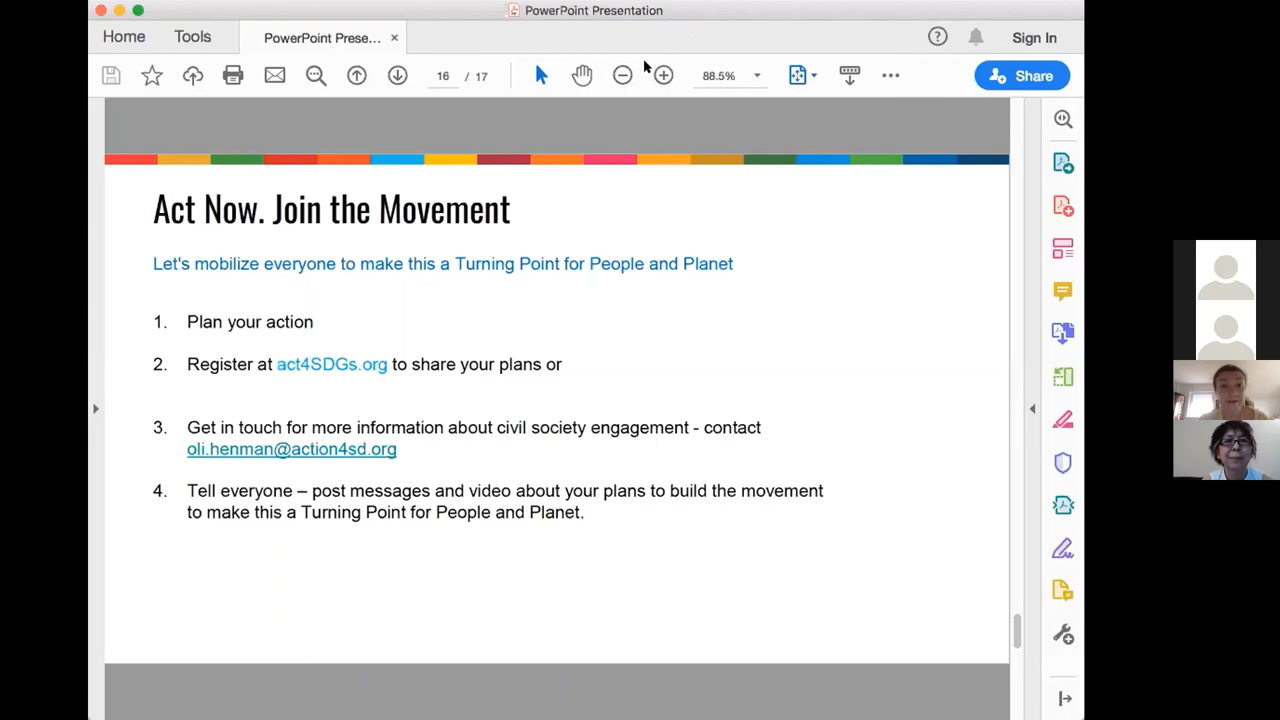 PowerPoint Presentation
Home
Tools
PowerPoint Prese...
Sign In
16 / 17
88.5%
Share
Act Now. Join the Movement
Let's mobilize everyone to make this a Turning Point for People and Planet
1. Plan your action
2. Register at act4SDGs.org to share your plans or
3. Get in touch for more information about civil society engagement - contact
oli.henman@action4sd.org
4. Tell everyone – post messages and video about your plans to build the movement
to make this a Turning Point for People and Planet.